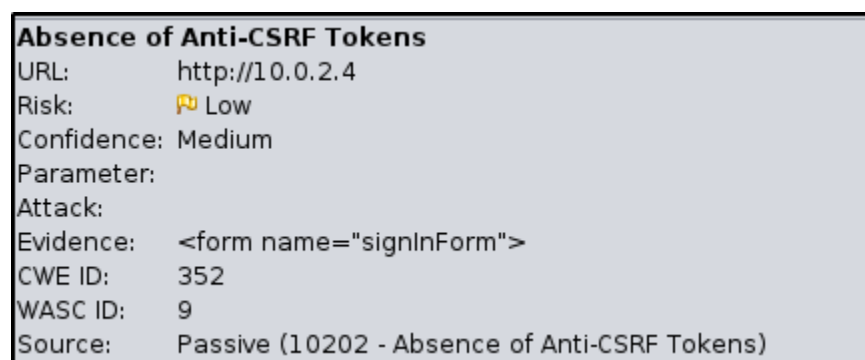 Absence of Anti-CSRF Tokens
URL: http://10.0.2.4
Risk: Low
Confidence: Medium
Parameter:
Attack:
Evidence: <form name="signInForm">
CWE ID: 352
WASC ID: 9
Source: Passive (10202 - Absence of Anti-CSRF Tokens)